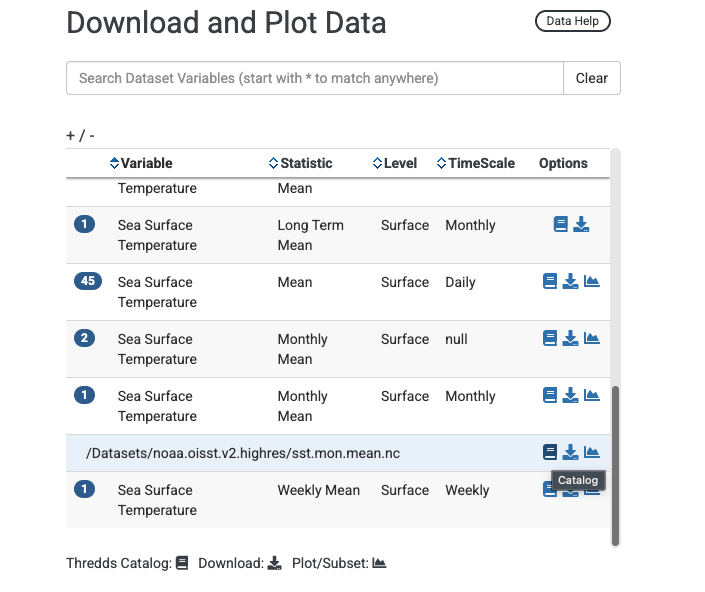 Download and Plot Data
Data Help
Search Dataset Variables (start with * to match anywhere)
Clear
+ / -
Variable Statistic Level TimeScale Options
Temperature Mean
1 Sea Surface Long Term Surface Monthly
Temperature Mean
45 Sea Surface Mean Surface Daily
Temperature
2 Sea Surface Monthly Surface null
Temperature Mean
1 Sea Surface Monthly Surface Monthly
Temperature Mean
/Datasets/noaa.oisst.v2.highres/sst.mon.mean.nc
Catalog
1 Sea Surface Weekly Mean Surface Weekly
Temperature
Thredds Catalog: Download: Plot/Subset: